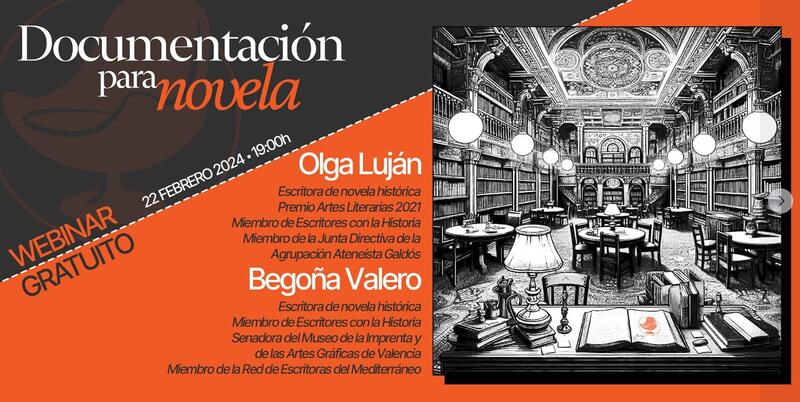 Documentación
para novela
22 FEBRERO 2024 • 19:00h
WEBINAR
GRATUITO
Olga Luján
Escritora de novela histórica
Premio Artes Literarias 2021
Miembro de Escritores con la Historia
Miembro de la Junta Directiva de la
Agrupación Ateneísta Galdós
Begoña Valero
Escritora de novela histórica
Miembro de Escritores con la Historia
Senadora del Museo de la Imprenta y
de las Artes Gráficas de Valencia
Miembro de la Red de Escritoras del Mediterráneo